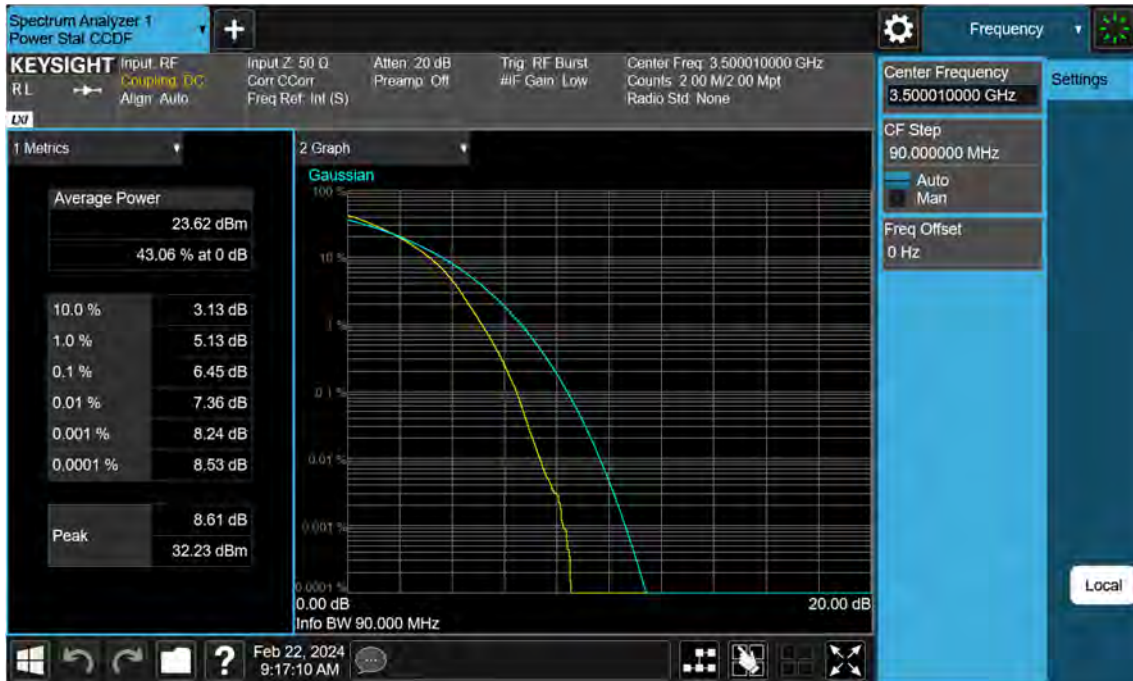 Spectrum Analyzer 1
Power Stat CCDF
+
Frequency
KEYSIGHT
RL
LXI
Input: RF
Coupling: DC
Align: Auto
Input Z: 50 Ω
Corr CCorr
Freq Ref: Int (S)
Atten: 20 dB
Preamp: Off
Trig: RF Burst
#IF Gain: Low
Center Freq: 3.500010000 GHz
Counts: 2.00 M/2.00 Mpt
Radio Std: None
Center Frequency
3.500010000 GHz
Settings
CF Step
90.000000 MHz
Auto
Man
Freq Offset
0 Hz
Local
1 Metrics
Average Power
23.62 dBm
43.06 % at 0 dB
10.0 % 3.13 dB
1.0 % 5.13 dB
0.1 % 6.45 dB
0.01 % 7.36 dB
0.001 % 8.24 dB
0.0001 % 8.53 dB
Peak
8.61 dB
32.23 dBm
2 Graph
Gaussian
100 %
10 %
1 %
0.1 %
0.01 %
0.001 %
0.0001 %
0.00 dB 20.00 dB
Info BW 90.000 MHz
?
Feb 22, 2024
9:17:10 AM